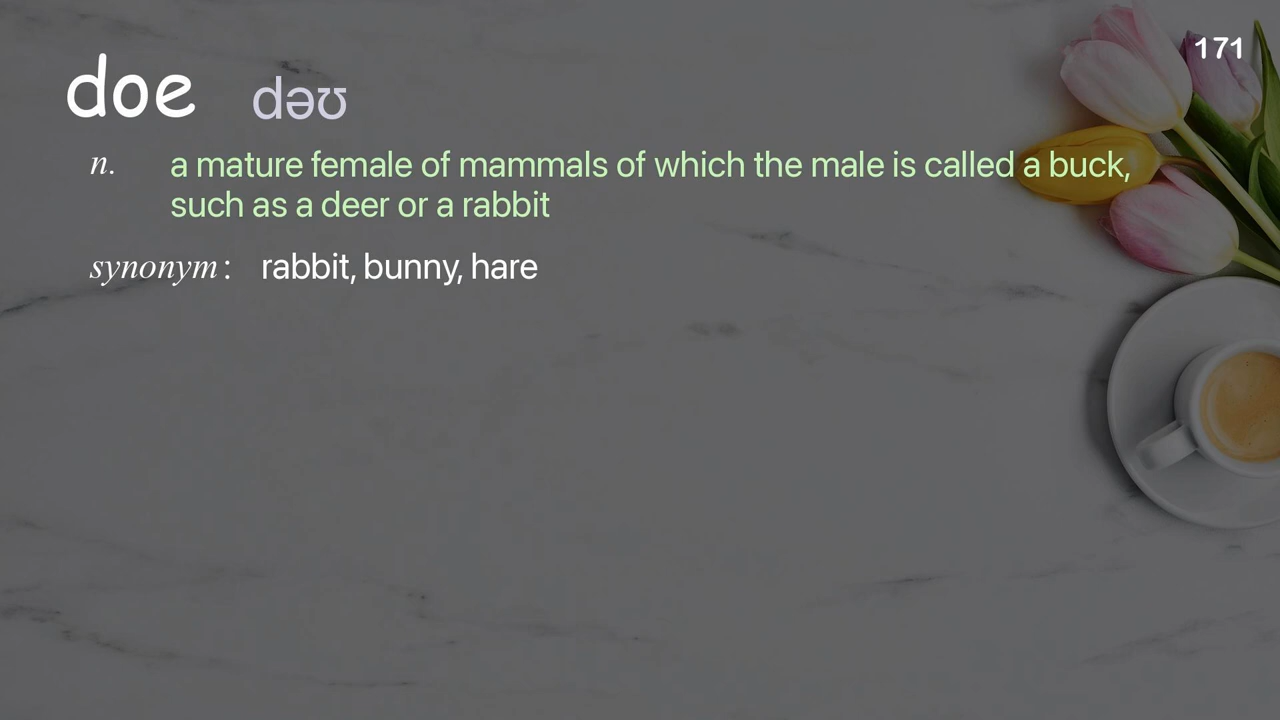 171
doe dəʊ
n. a mature female of mammals of which the male is called a buck,
such as a deer or a rabbit
synonym : rabbit, bunny, hare